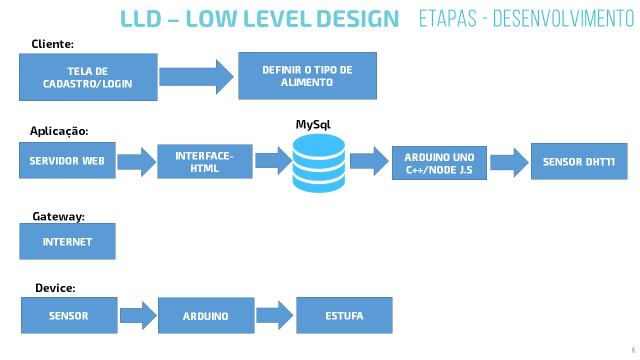 LLD – LOW LEVEL DESIGN ETAPAS - DESENVOLVIMENTO
Cliente:
TELA DE
CADASTRO/LOGIN
DEFINIR O TIPO DE
ALIMENTO
Aplicação:
MySql
SERVIDOR WEB
INTERFACE-
HTML
ARDUINO UNO
C++/NODE J.S
SENSOR DHT11
Gateway:
INTERNET
Device:
SENSOR
ARDUINO
ESTUFA
6